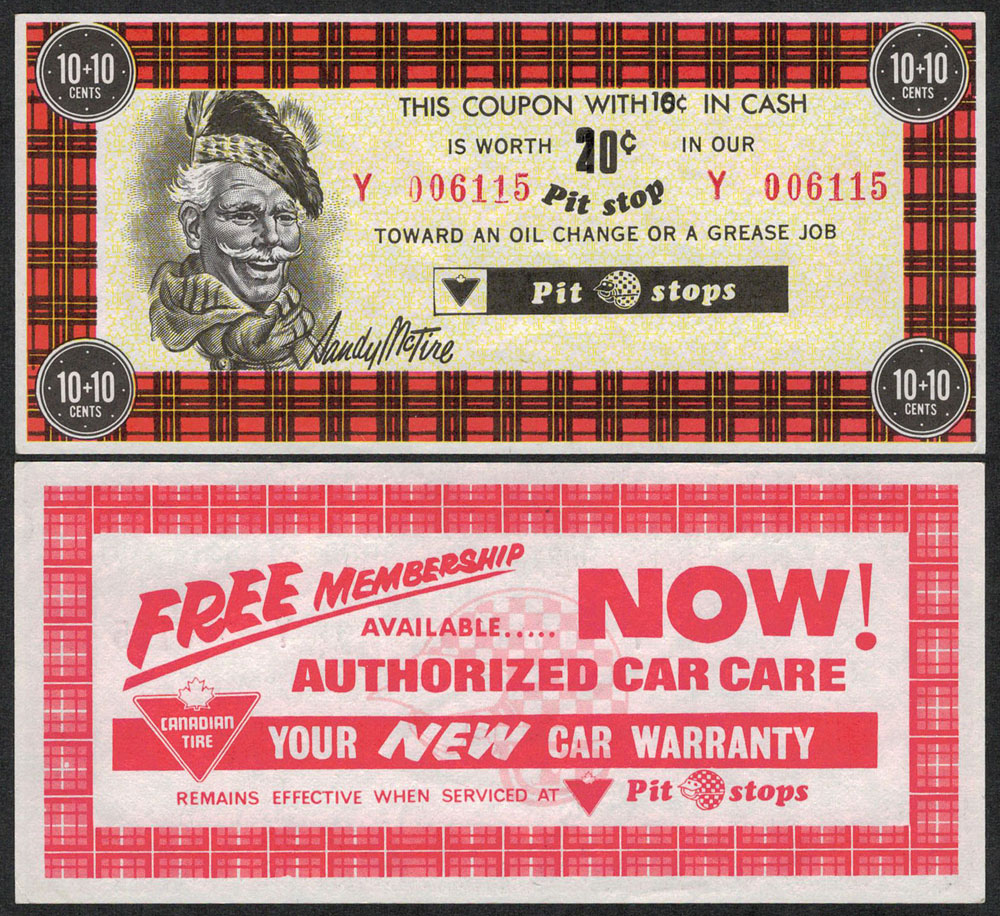 10+10
CENTS
10+10
CENTS
THIS COUPON WITH 10¢ IN CASH
IS WORTH 20¢ IN OUR
Y 006115 Pit stop Y 006115
TOWARD AN OIL CHANGE OR A GREASE JOB
Pit stops
Sandy McTire
10+10
CENTS
10+10
CENTS
FREE MEMBERSHIP
AVAILABLE..... NOW!
AUTHORIZED CAR CARE
CANADIAN
TIRE
YOUR NEW CAR WARRANTY
REMAINS EFFECTIVE WHEN SERVICED AT Pit stops